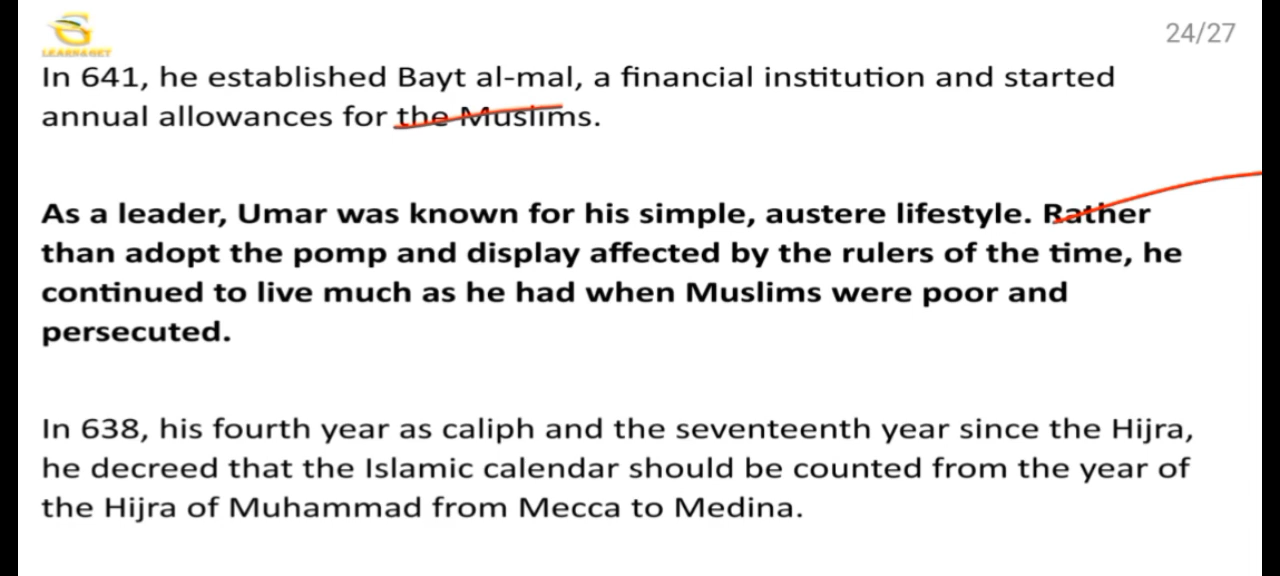 LEARN&GET
24/27
In 641, he established Bayt al-mal, a financial institution and started
annual allowances for the Muslims.
As a leader, Umar was known for his simple, austere lifestyle. Rather
than adopt the pomp and display affected by the rulers of the time, he
continued to live much as he had when Muslims were poor and
persecuted.
In 638, his fourth year as caliph and the seventeenth year since the Hijra,
he decreed that the Islamic calendar should be counted from the year of
the Hijra of Muhammad from Mecca to Medina.